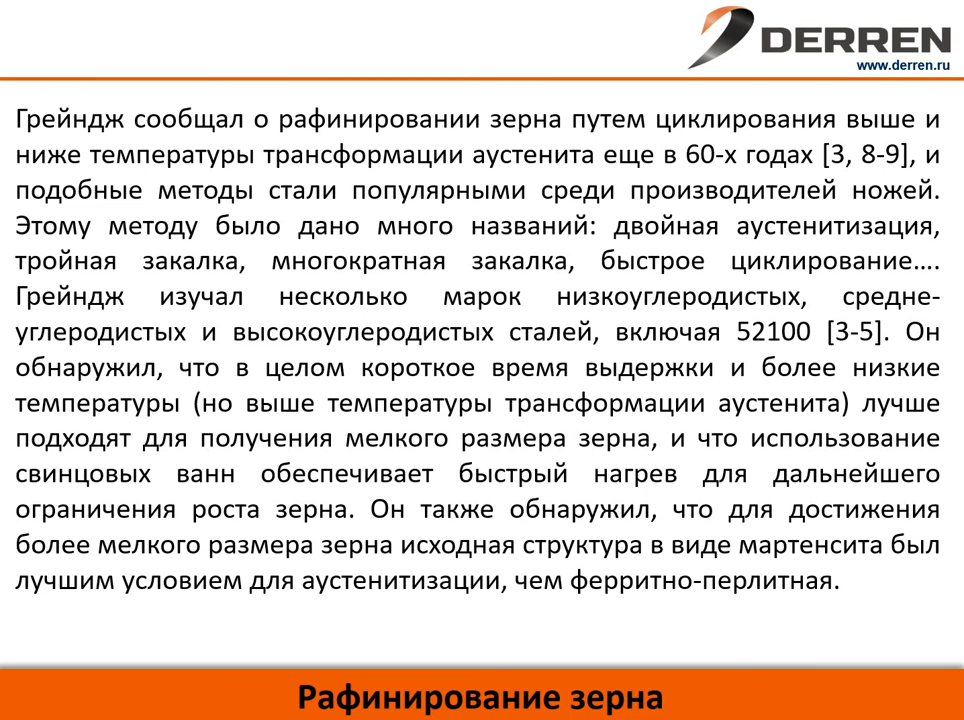 DERREN
www.derren.ru
Грейндж сообщал о рафинировании зерна путем циклирования выше и
ниже температуры трансформации аустенита еще в 60-х годах [3, 8-9], и
подобные методы стали популярными среди производителей ножей.
Этому методу было дано много названий: двойная аустенитизация,
тройная закалка, многократная закалка, быстрое циклирование….
Грейндж изучал несколько марок низкоуглеродистых, средне-
углеродистых и высокоуглеродистых сталей, включая 52100 [3-5]. Он
обнаружил, что в целом короткое время выдержки и более низкие
температуры (но выше температуры трансформации аустенита) лучше
подходят для получения мелкого размера зерна, и что использование
свинцовых ванн обеспечивает быстрый нагрев для дальнейшего
ограничения роста зерна. Он также обнаружил, что для достижения
более мелкого размера зерна исходная структура в виде мартенсита был
лучшим условием для аустенитизации, чем ферритно-перлитная.
Рафинирование зерна